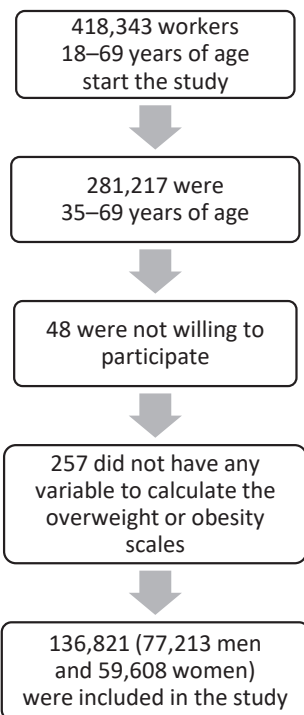 418,343 workers
18–69 years of age
start the study
281,217 were
35–69 years of age
48 were not willing to
participate
257 did not have any
variable to calculate the
overweight or obesity
scales
136,821 (77,213 men
and 59,608 women)
were included in the study